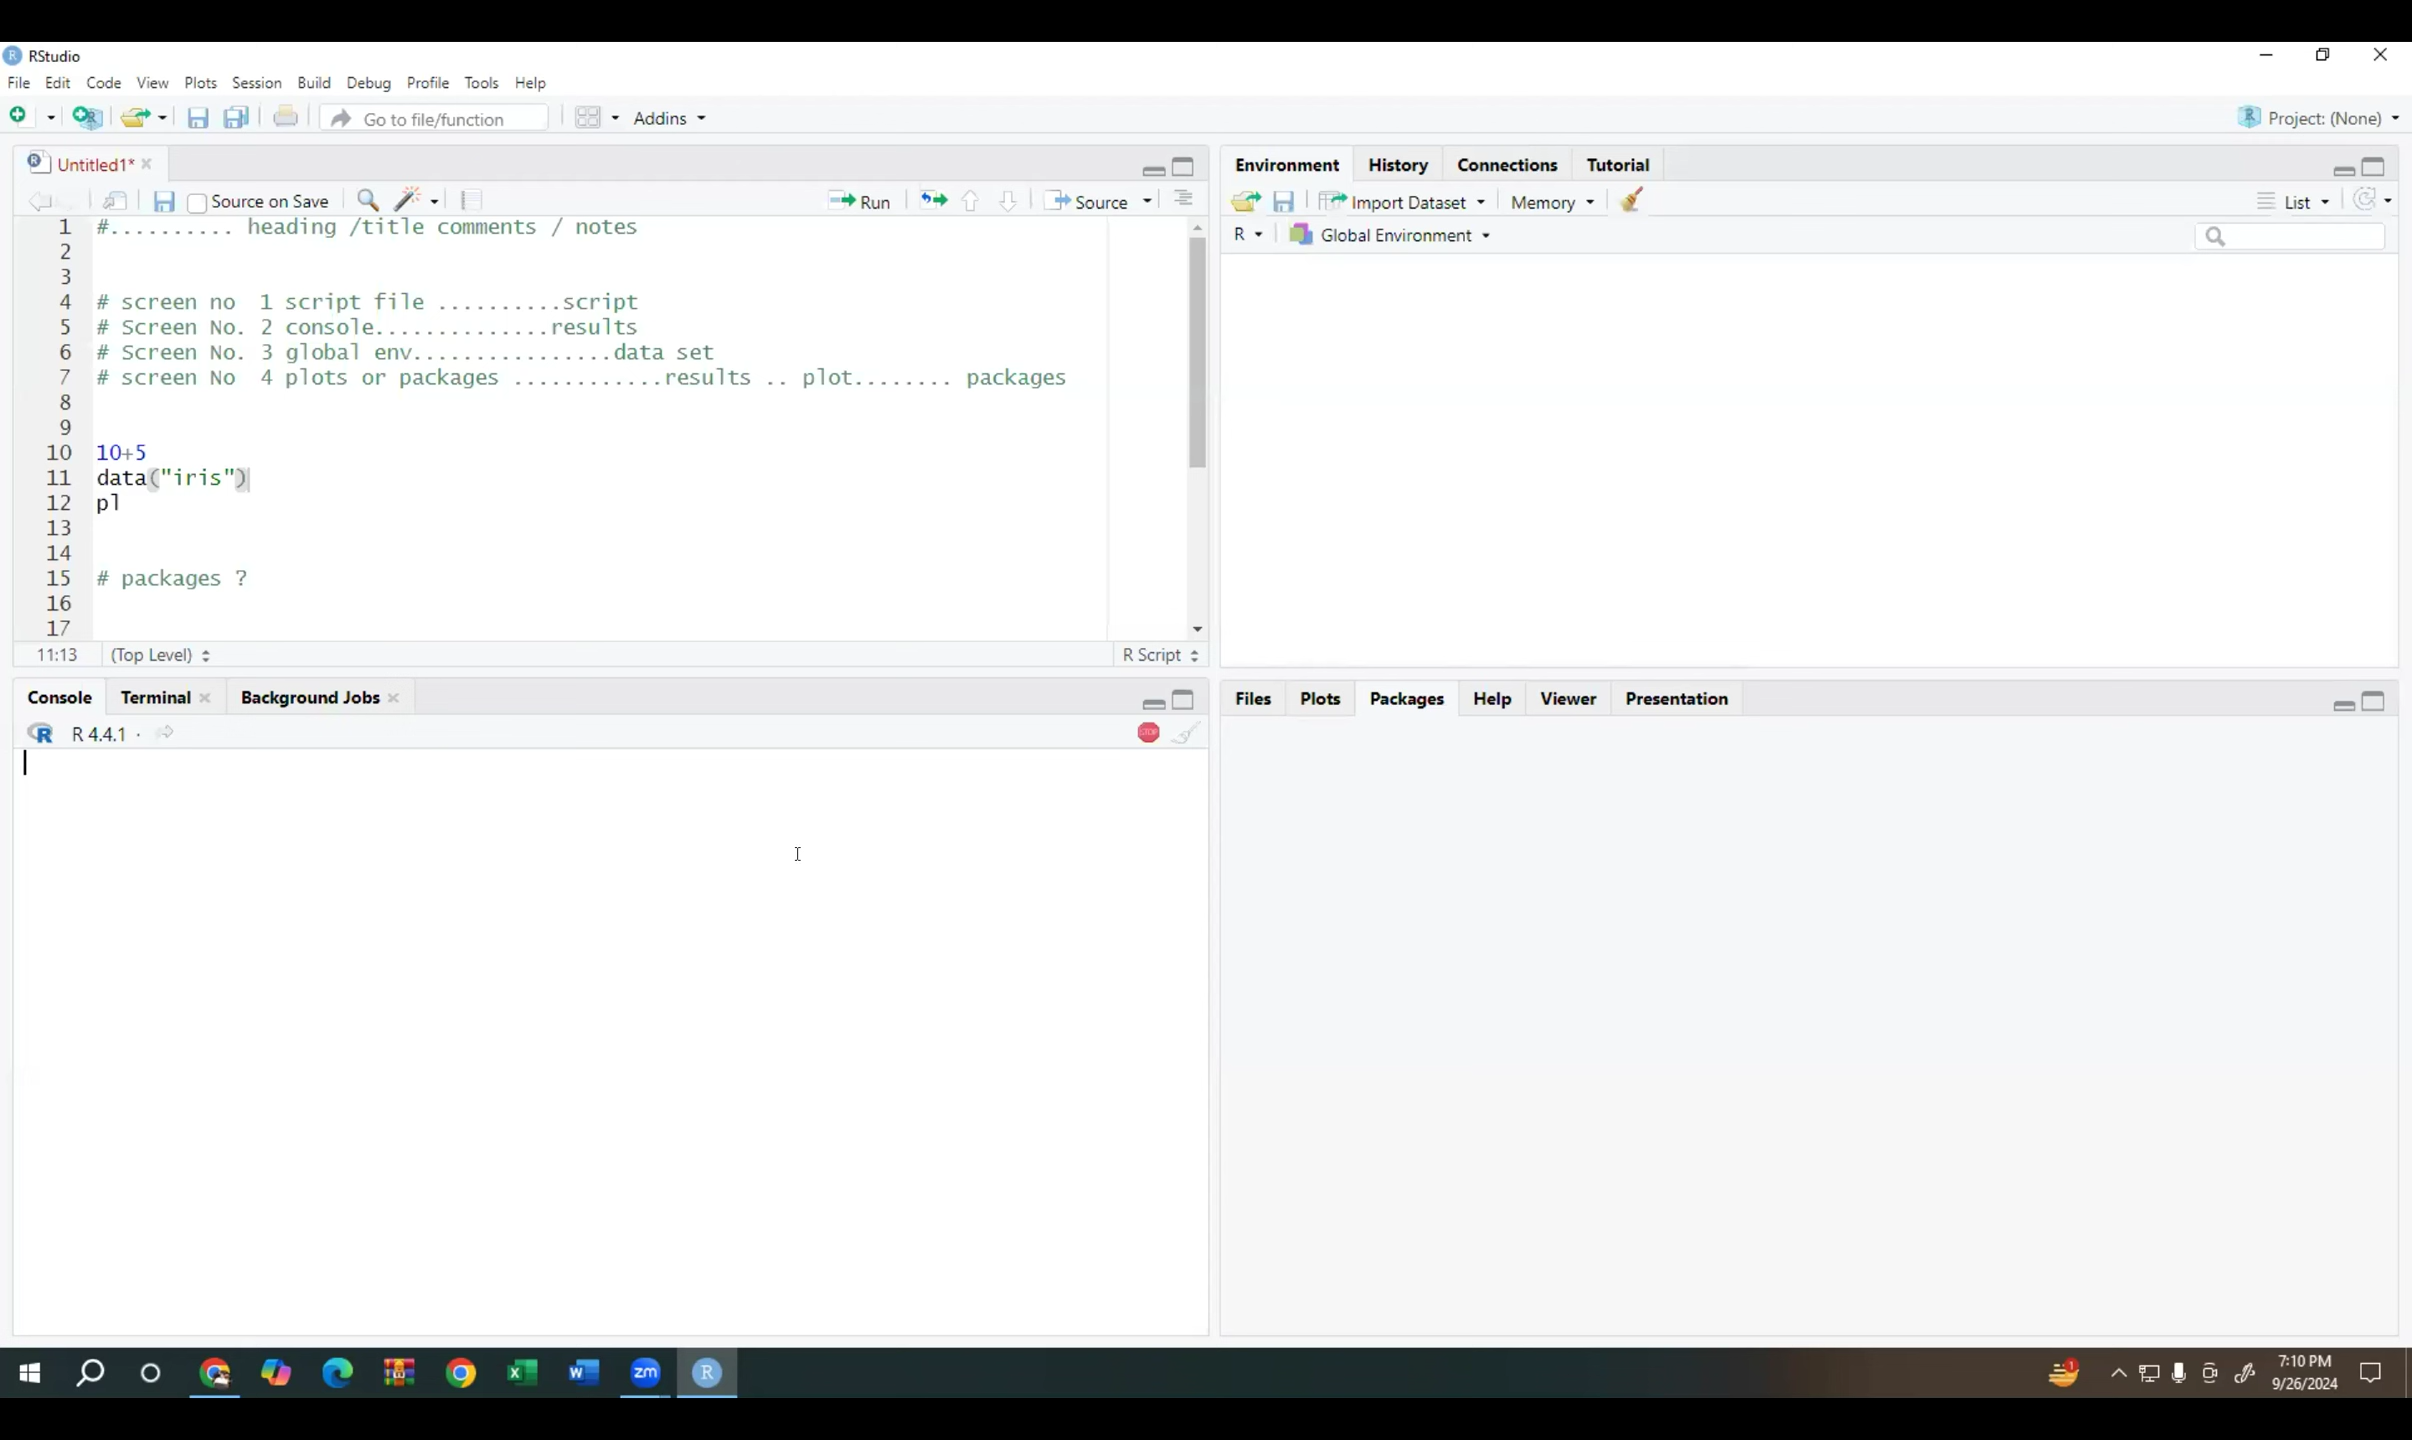 RStudio
File Edit Code View Plots Session Build Debug Profile Tools Help
Go to file/function Addins Project: (None)
Untitled1*
Source on Save Run Source
1 #.......... heading /title comments / notes
2
3
4 # screen no  1 script file ..........script
5 # Screen No. 2 console..............results
6 # Screen No. 3 global env................data set
7 # screen No  4 plots or packages ............results .. plot........ packages
8
9
10 10+5
11 data("iris")
12 pl
13
14
15 # packages ?
16
17
11:13 (Top Level) R Script
Environment History Connections Tutorial
Import Dataset Memory List
R Global Environment
Console Terminal Background Jobs
R 4.4.1 ·
STOP
Files Plots Packages Help Viewer Presentation
zm
1
7:10 PM
9/26/2024